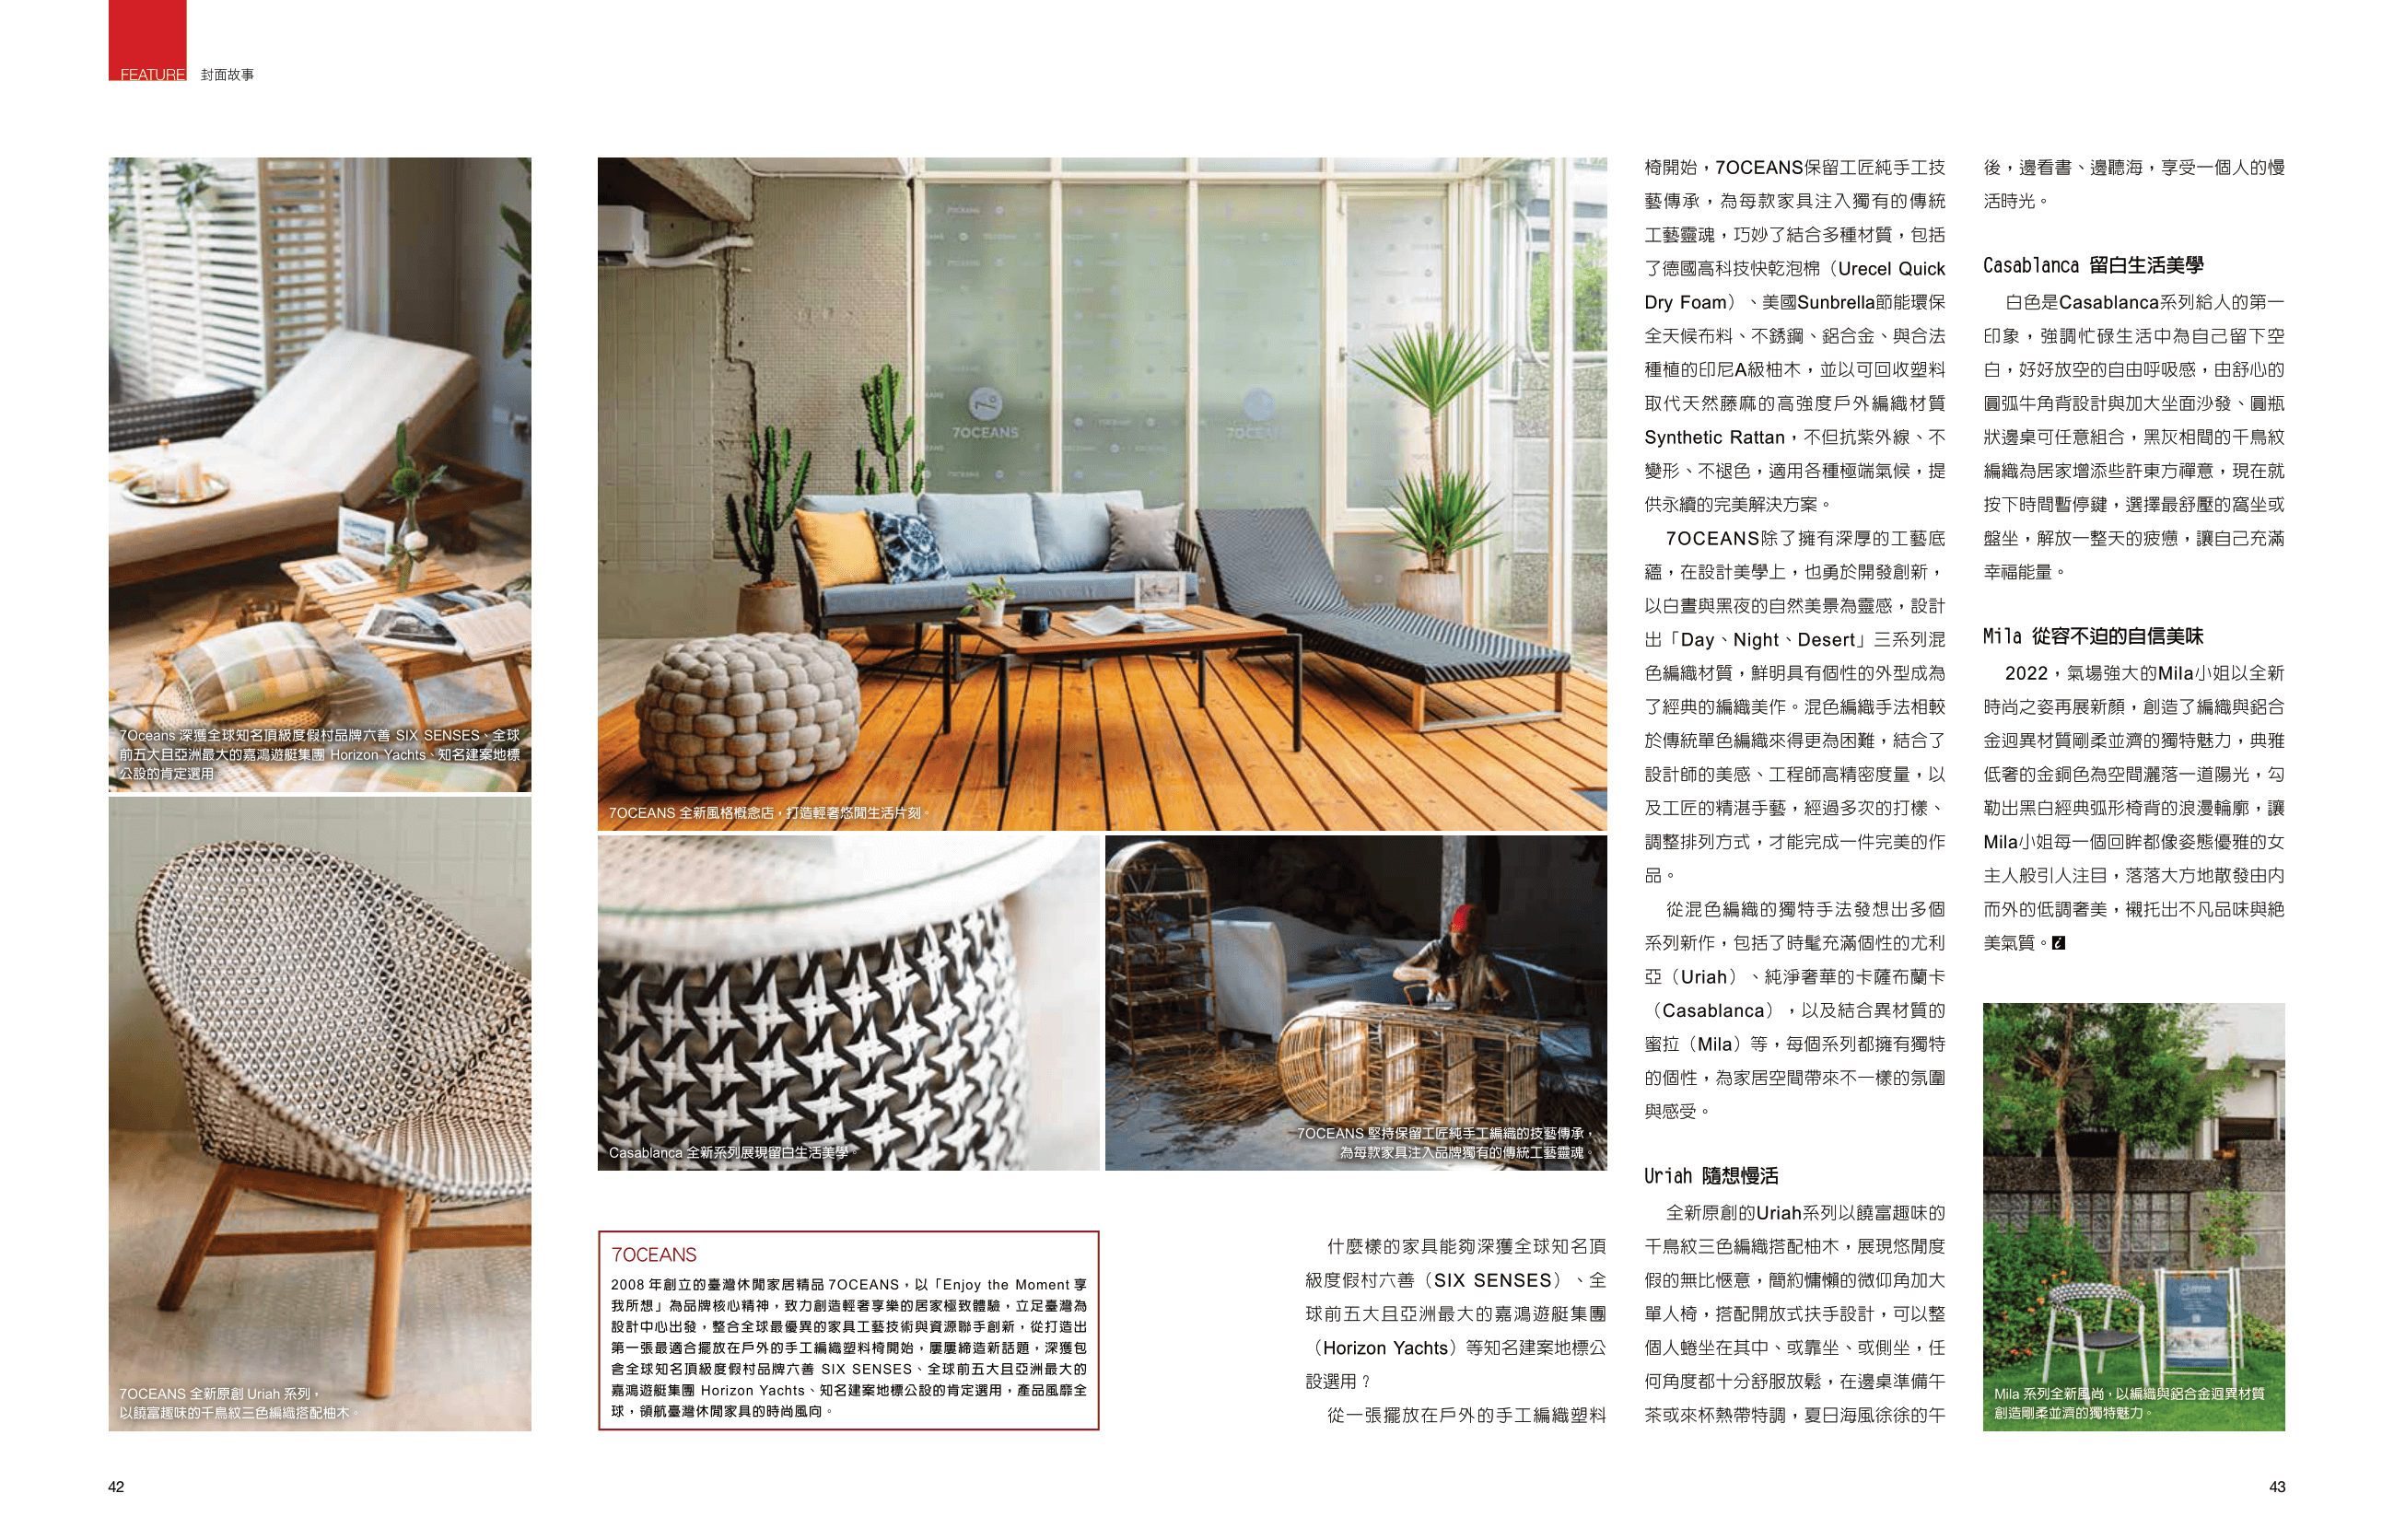 FEATURE 封面故事
7Oceans 深獲全球知名頂級度假村品牌六善 SIX SENSES、全球
前五大且亞洲最大的嘉鴻遊艇集團 Horizon Yachts、知名建案地標
公設的肯定選用
7OCEANS 全新原創 Uriah 系列，
以饒富趣味的千鳥紋三色編織搭配柚木。
7OCEANS
7OCEANS
7OCEANS 全新風格概念店，打造輕奢悠閒生活片刻。
Casablanca 全新系列展現留白生活美學。
7OCEANS 堅持保留工匠純手工編織的技藝傳承，
為每款家具注入品牌獨有的傳統工藝靈魂。
7OCEANS
2008 年創立的臺灣休閒家居精品 7OCEANS，以「Enjoy the Moment 享
我所想」為品牌核心精神，致力創造輕奢享樂的居家極致體驗，立足臺灣為
設計中心出發，整合全球最優異的家具工藝技術與資源聯手創新，從打造出
第一張最適合擺放在戶外的手工編織塑料椅開始，屢屢締造新話題，深獲包
含全球知名頂級度假村品牌六善 SIX SENSES、全球前五大且亞洲最大的
嘉鴻遊艇集團 Horizon Yachts、知名建案地標公設的肯定選用，產品風靡全
球，領航臺灣休閒家具的時尚風向。
什麼樣的家具能夠深獲全球知名頂
級度假村六善（SIX SENSES）、全
球前五大且亞洲最大的嘉鴻遊艇集團
（Horizon Yachts）等知名建案地標公
設選用？
從一張擺放在戶外的手工編織塑料
椅開始，7OCEANS保留工匠純手工技
藝傳承，為每款家具注入獨有的傳統
工藝靈魂，巧妙了結合多種材質，包括
了德國高科技快乾泡棉（Urecel Quick
Dry Foam）、美國Sunbrella節能環保
全天候布料、不銹鋼、鋁合金、與合法
種植的印尼A級柚木，並以可回收塑料
取代天然藤麻的高強度戶外編織材質
Synthetic Rattan，不但抗紫外線、不
變形、不褪色，適用各種極端氣候，提
供永續的完美解決方案。
7OCEANS除了擁有深厚的工藝底
蘊，在設計美學上，也勇於開發創新，
以白晝與黑夜的自然美景為靈感，設計
出「Day、Night、Desert」三系列混
色編織材質，鮮明具有個性的外型成為
了經典的編織美作。混色編織手法相較
於傳統單色編織來得更為困難，結合了
設計師的美感、工程師高精密度量，以
及工匠的精湛手藝，經過多次的打樣、
調整排列方式，才能完成一件完美的作
品。
從混色編織的獨特手法發想出多個
系列新作，包括了時髦充滿個性的尤利
亞（Uriah）、純淨奢華的卡薩布蘭卡
（Casablanca），以及結合異材質的
蜜拉（Mila）等，每個系列都擁有獨特
的個性，為家居空間帶來不一樣的氛圍
與感受。
Uriah 隨想慢活
全新原創的Uriah系列以饒富趣味的
千鳥紋三色編織搭配柚木，展現悠閒度
假的無比愜意，簡約慵懶的微仰角加大
單人椅，搭配開放式扶手設計，可以整
個人蜷坐在其中、或靠坐、或側坐，任
何角度都十分舒服放鬆，在邊桌準備午
茶或來杯熱帶特調，夏日海風徐徐的午
後，邊看書、邊聽海，享受一個人的慢
活時光。
Casablanca 留白生活美學
白色是Casablanca系列給人的第一
印象，強調忙碌生活中為自己留下空
白，好好放空的自由呼吸感，由舒心的
圓弧牛角背設計與加大坐面沙發、圓瓶
狀邊桌可任意組合，黑灰相間的千鳥紋
編織為居家增添些許東方禪意，現在就
按下時間暫停鍵，選擇最舒壓的窩坐或
盤坐，解放一整天的疲憊，讓自己充滿
幸福能量。
Mila 從容不迫的自信美味
2022，氣場強大的Mila小姐以全新
時尚之姿再展新顏，創造了編織與鋁合
金迥異材質剛柔並濟的獨特魅力，典雅
低奢的金銅色為空間灑落一道陽光，勾
勒出黑白經典弧形椅背的浪漫輪廓，讓
Mila小姐每一個回眸都像姿態優雅的女
主人般引人注目，落落大方地散發由內
而外的低調奢美，襯托出不凡品味與絕
美氣質。
Mila 系列全新風尚，以編織與鋁合金迥異材質
創造剛柔並濟的獨特魅力。
42
43